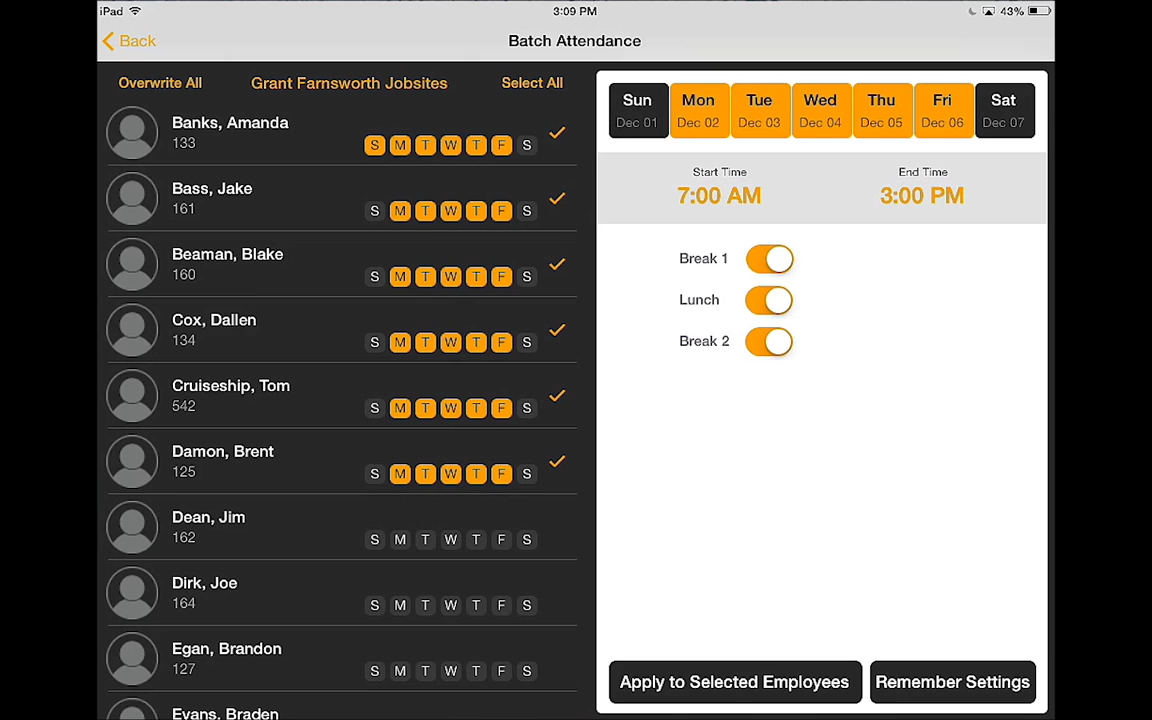 iPad 3:09 PM 43%
Back Batch Attendance
Overwrite All Grant Farnsworth Jobsites Select All
Banks, Amanda
133
S M T W T F S
Bass, Jake
161
S M T W T F S
Beaman, Blake
160
S M T W T F S
Cox, Dallen
134
S M T W T F S
Cruiseship, Tom
542
S M T W T F S
Damon, Brent
125
S M T W T F S
Dean, Jim
162
S M T W T F S
Dirk, Joe
164
S M T W T F S
Egan, Brandon
127
S M T W T F S
Evans, Braden
Sun Mon Tue Wed Thu Fri Sat
Dec 01 Dec 02 Dec 03 Dec 04 Dec 05 Dec 06 Dec 07
Start Time End Time
7:00 AM 3:00 PM
Break 1
Lunch
Break 2
Apply to Selected Employees Remember Settings